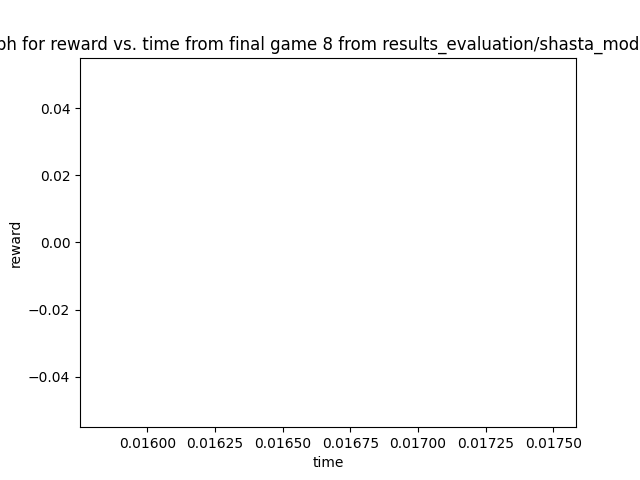 ph for reward vs. time from final game 8 from results_evaluation/shasta_mod
0.04
0.02
0.00
−0.02
−0.04
reward
0.01600 0.01625 0.01650 0.01675 0.01700 0.01725 0.01750
time